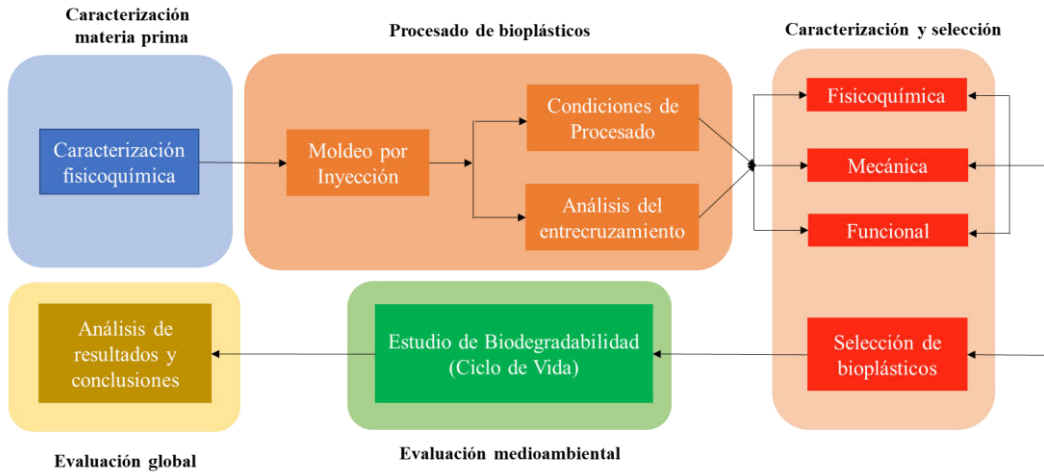 Caracterización
materia prima
Procesado de bioplásticos
Caracterización y selección
Caracterización
fisicoquímica
Moldeo por
Inyección
Condiciones de
Procesado
Análisis del
entrecruzamiento
Fisicoquímica
Mecánica
Funcional
Análisis de
resultados y
conclusiones
Estudio de Biodegradabilidad
(Ciclo de Vida)
Selección de
bioplásticos
Evaluación global
Evaluación medioambiental